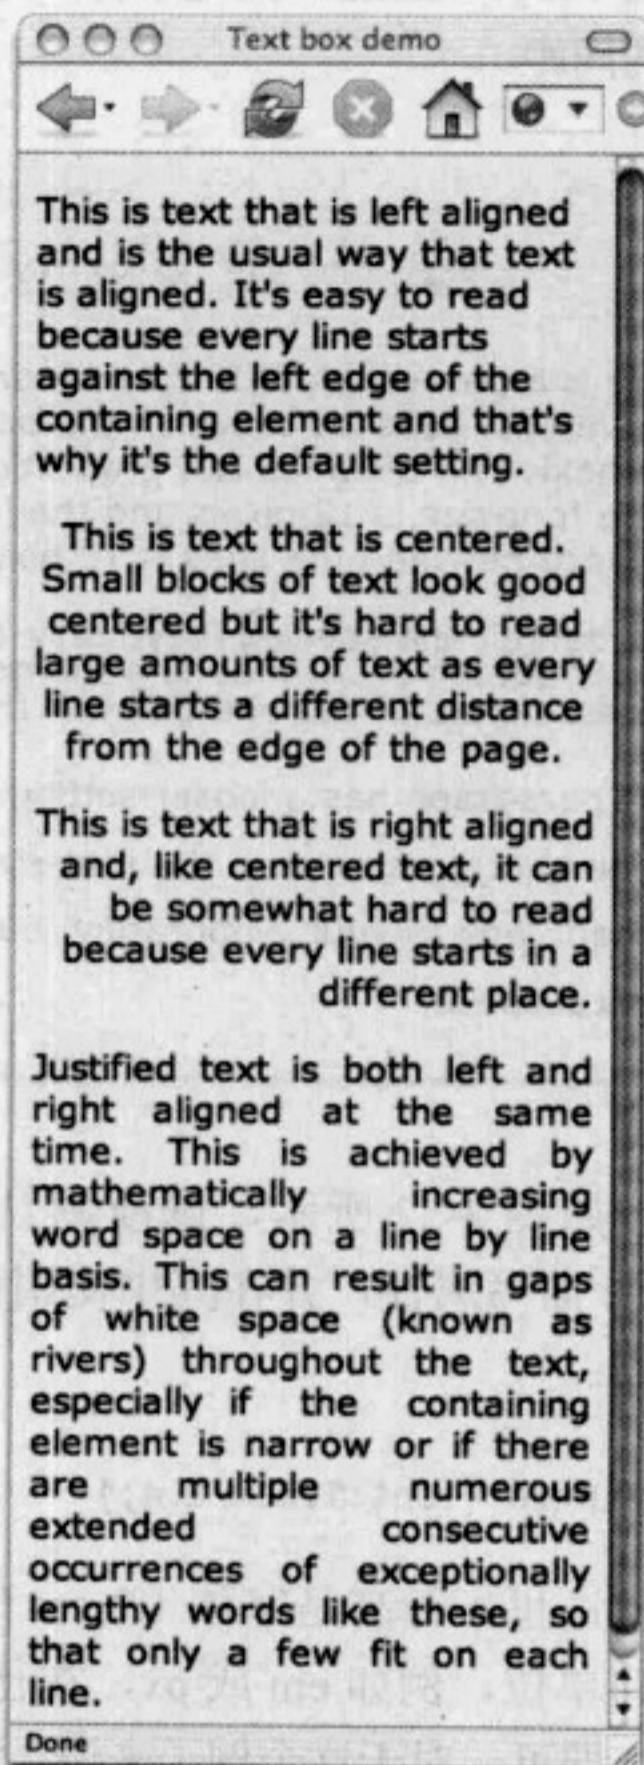 Text box demo
This is text that is left aligned
and is the usual way that text
is aligned. It's easy to read
because every line starts
against the left edge of the
containing element and that's
why it's the default setting.
This is text that is centered.
Small blocks of text look good
centered but it's hard to read
large amounts of text as every
line starts a different distance
from the edge of the page.
This is text that is right aligned
and, like centered text, it can
be somewhat hard to read
because every line starts in a
different place.
Justified text is both left and
right aligned at the same
time. This is achieved by
mathematically increasing
word space on a line by line
basis. This can result in gaps
of white space (known as
rivers) throughout the text,
especially if the containing
element is narrow or if there
are multiple numerous
extended consecutive
occurrences of exceptionally
lengthy words like these, so
that only a few fit on each
line.
Done